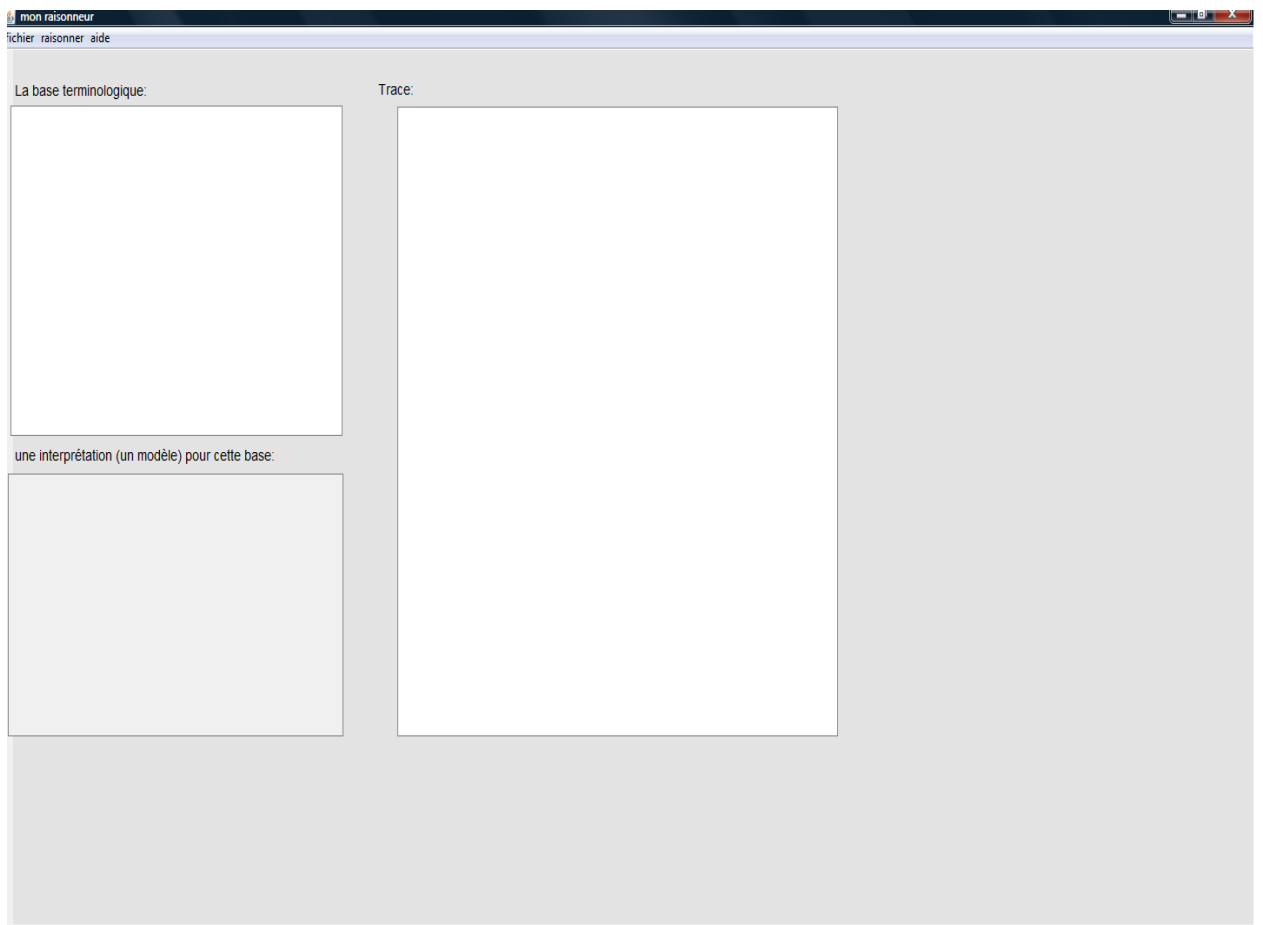 mon raisonneur
fichier raisonner aide
La base terminologique:
Trace:
une interprétation (un modèle) pour cette base: